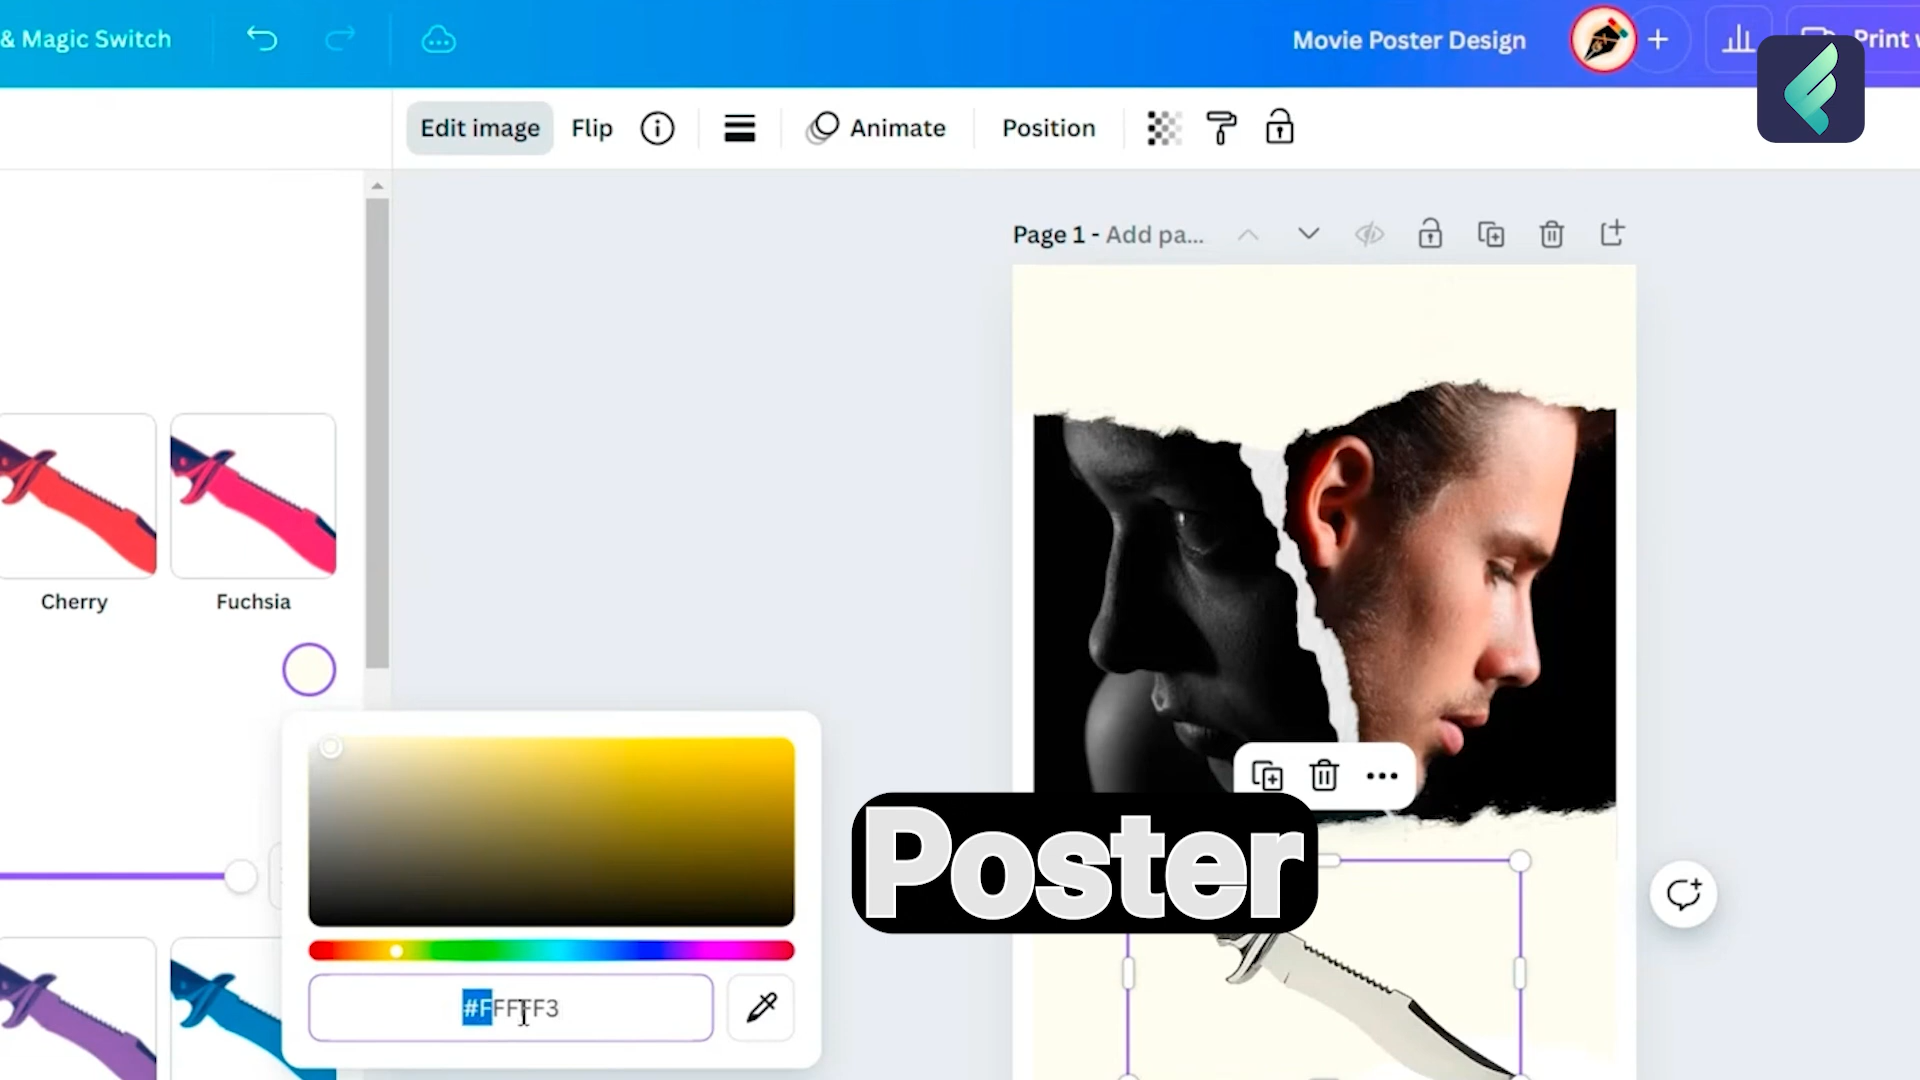 & Magic Switch
Movie Poster Design
Print
Edit image
Flip
Animate
Position
Page 1 - Add pa...
Cherry
Fuchsia
#FFFFF3
Poster